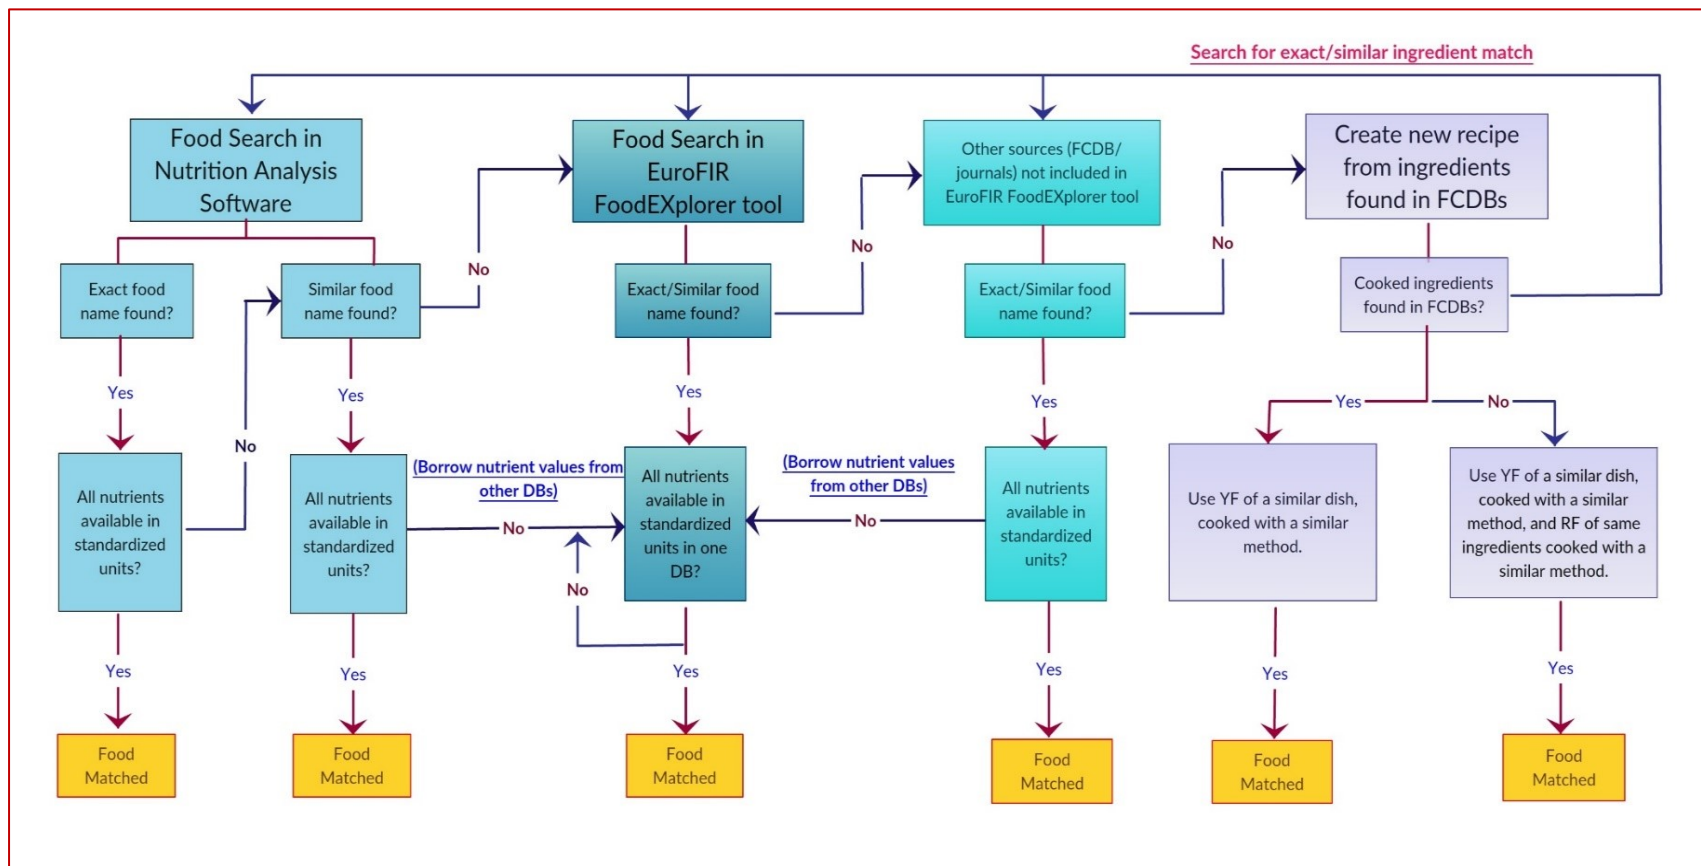 Search for exact/similar ingredient match
Food Search in
Nutrition Analysis
Software
Food Search in
EuroFIR
FoodEXplorer tool
Other sources (FCDB/
journals) not included in
EuroFIR FoodEXplorer tool
Create new recipe
from ingredients
found in FCDBs
No
No
No
Exact food
name found?
Similar food
name found?
Exact/Similar food
name found?
Exact/Similar food
name found?
Cooked ingredients
found in FCDBs?
Yes
Yes
Yes
Yes
Yes
No
No
(Borrow nutrient values from
other DBs)
(Borrow nutrient values
from other DBs)
All nutrients
available in
standardized
units?
All nutrients
available in
standardized
units?
No
All nutrients
available in
standardized
units in one
DB?
No
All nutrients
available in
standardized
units?
Use YF of a similar dish,
cooked with a similar
method.
Use YF of a similar dish,
cooked with a similar
method, and RF of same
ingredients cooked with a
similar method.
No
Yes
Yes
Yes
Yes
Yes
Yes
Food
Matched
Food
Matched
Food
Matched
Food
Matched
Food
Matched
Food
Matched